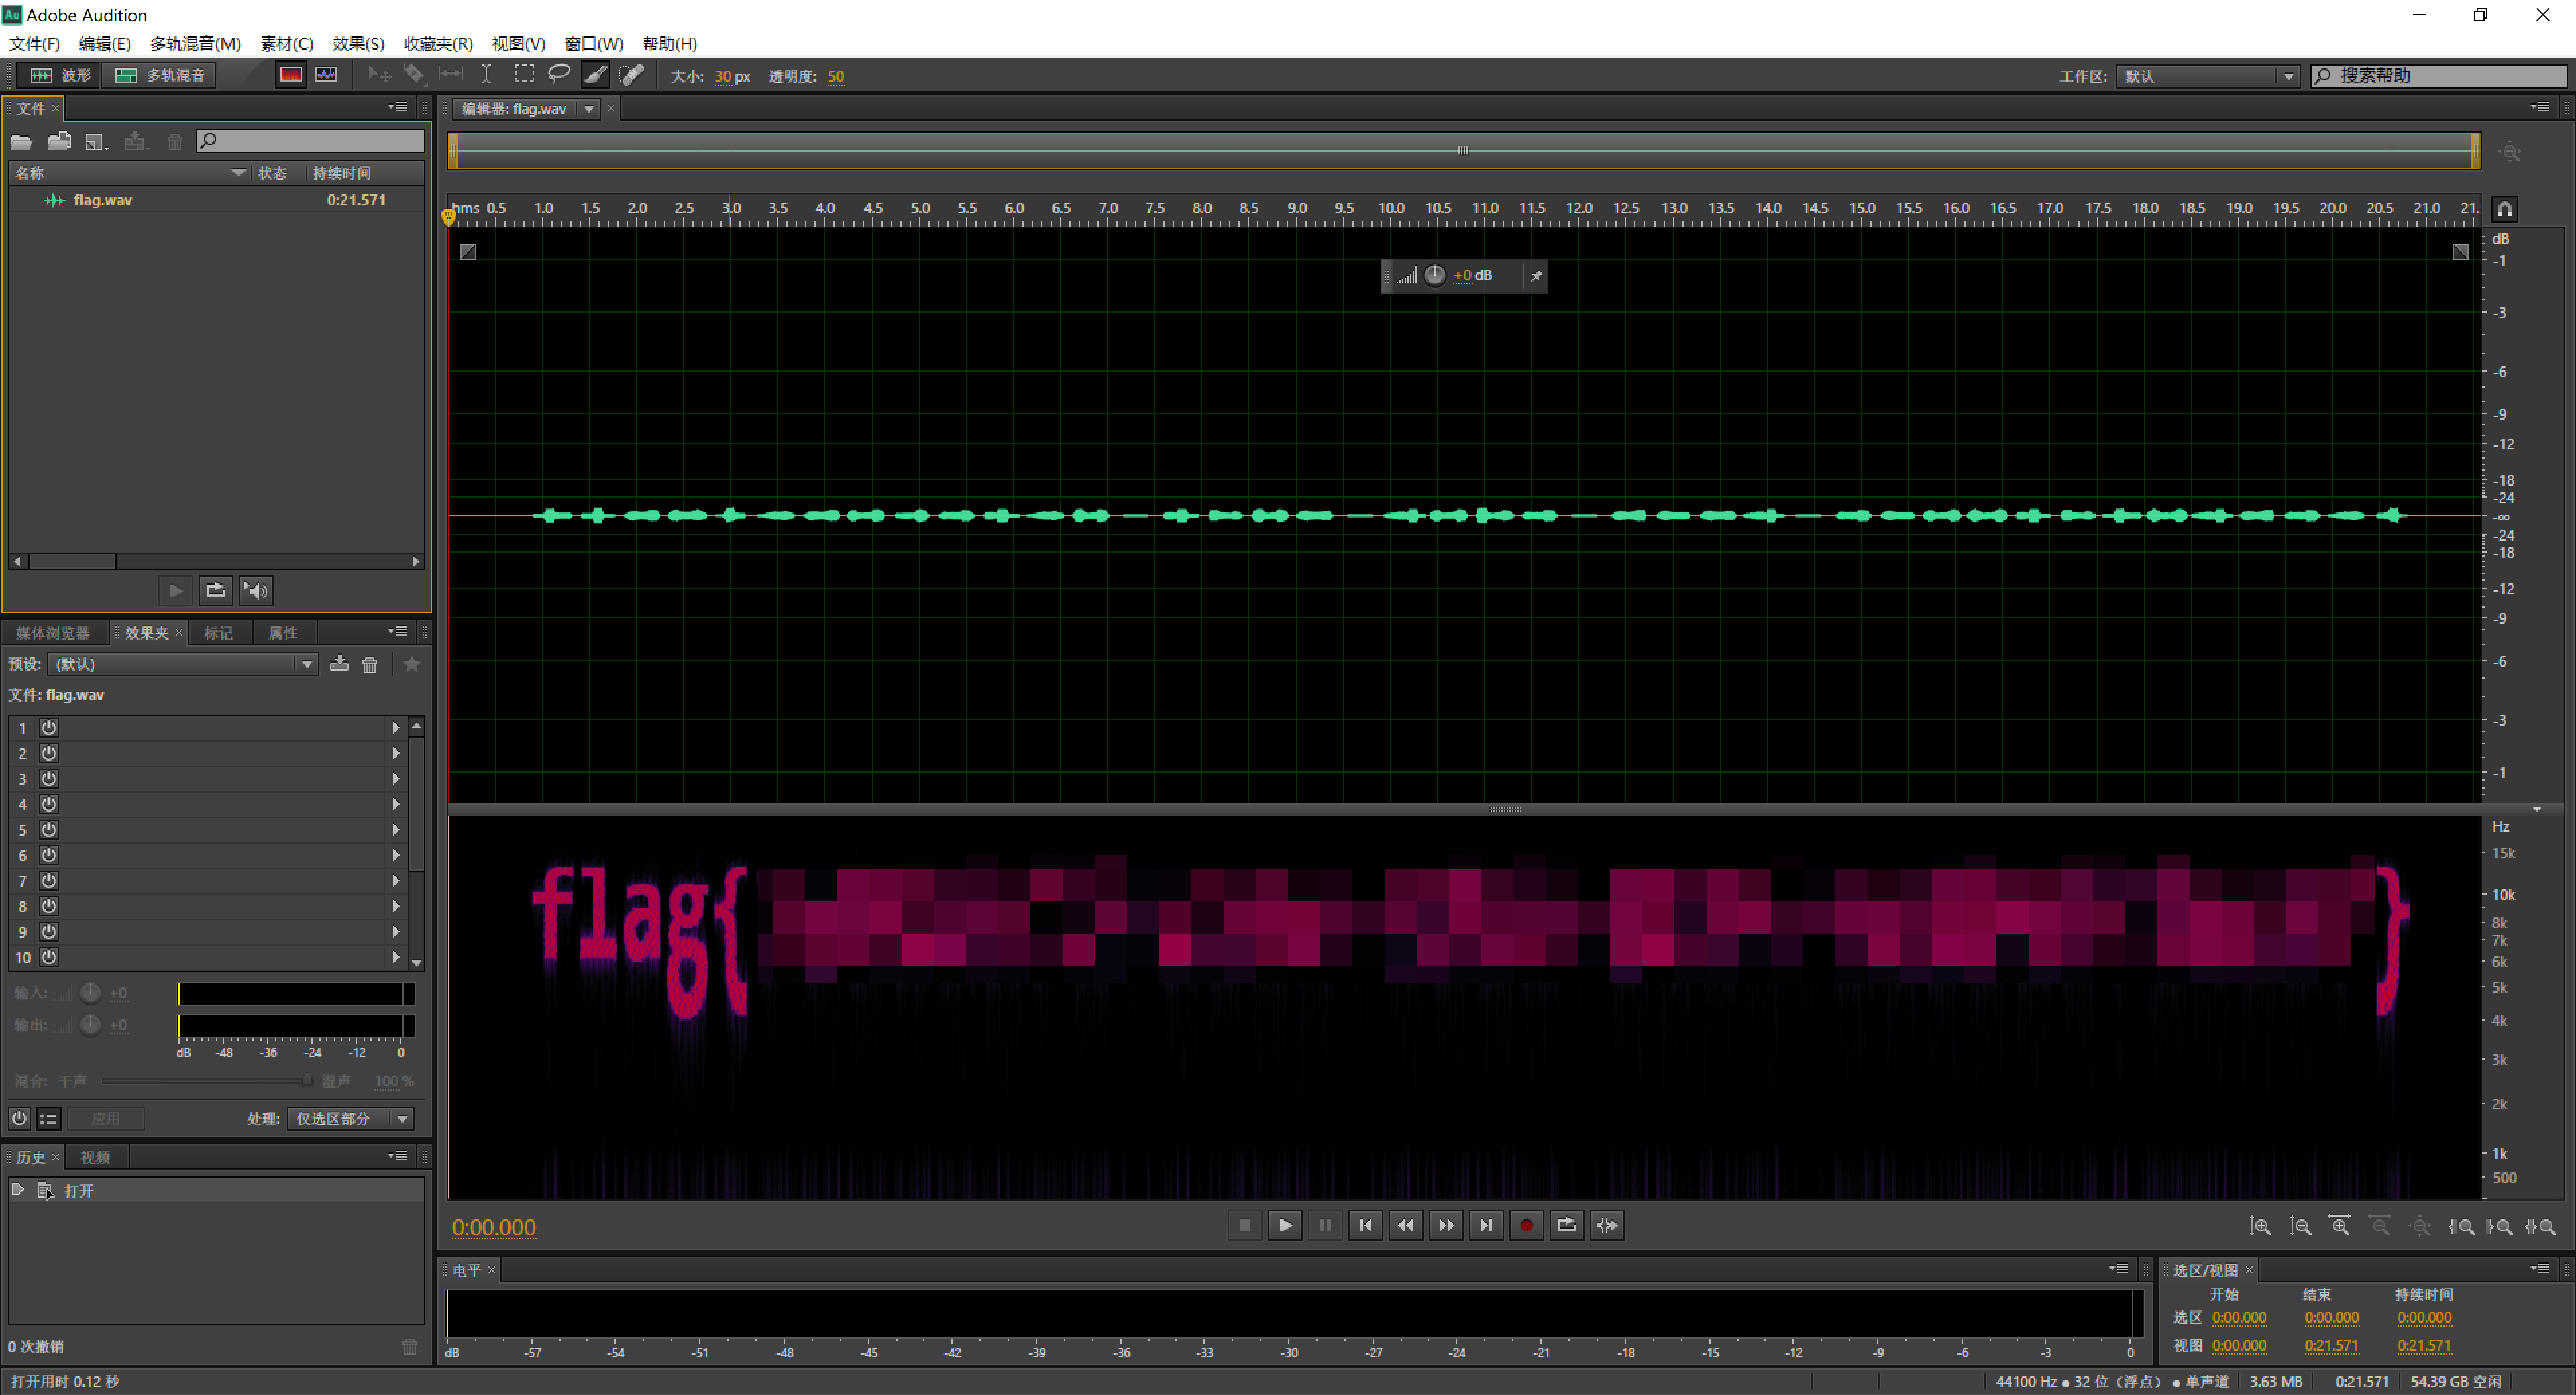 Au Adobe Audition
文件(F) 编辑(E) 多轨混音(M) 素材(C) 效果(S) 收藏夹(R) 视图(V) 窗口(W) 帮助(H)
波形 多轨混音 大小: 30 px 透明度: 50 工作区: 默认 搜索帮助
文件
名称 状态 持续时间
flag.wav 0:21.571
媒体浏览器 效果夹 标记 属性
预设: (默认)
文件: flag.wav
1
2
3
4
5
6
7
8
9
10
输入: +0
输出: +0
dB -48 -36 -24 -12 0
混合: 干声 湿声 100 %
应用 处理: 仅选区部分
历史 视频
打开
0 次撤销
编辑器: flag.wav
hms 0.5 1.0 1.5 2.0 2.5 3.0 3.5 4.0 4.5 5.0 5.5 6.0 6.5 7.0 7.5 8.0 8.5 9.0 9.5 10.0 10.5 11.0 11.5 12.0 12.5 13.0 13.5 14.0 14.5 15.0 15.5 16.0 16.5 17.0 17.5 18.0 18.5 19.0 19.5 20.0 20.5 21.0 21.
+0 dB
dB
-1
-3
-6
-9
-12
-18
-24
-∞
-24
-18
-12
-9
-6
-3
-1
flag{ }
Hz
15k
10k
8k
7k
6k
5k
4k
3k
2k
1k
500
0:00.000
电平
dB -57 -54 -51 -48 -45 -42 -39 -36 -33 -30 -27 -24 -21 -18 -15 -12 -9 -6 -3 0
选区/视图
开始 结束 持续时间
选区 0:00.000 0:00.000 0:00.000
视图 0:00.000 0:21.571 0:21.571
打开用时 0.12 秒 44100 Hz ● 32 位（浮点） ● 单声道 3.63 MB 0:21.571 54.39 GB 空闲